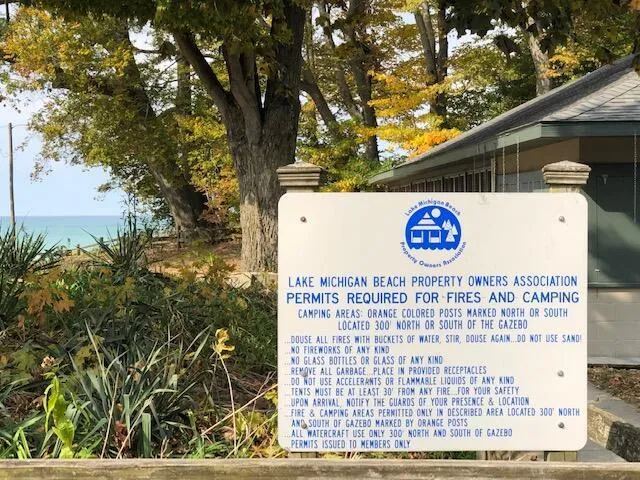 Lake Michigan Beach
Property Owners Association
LAKE MICHIGAN BEACH PROPERTY OWNERS ASSOCIATION
PERMITS REQUIRED FOR FIRES AND CAMPING
CAMPING AREAS: ORANGE COLORED POSTS MARKED NORTH OR SOUTH
LOCATED 300' NORTH OR SOUTH OF THE GAZEBO
...DOUSE ALL FIRES WITH BUCKETS OF WATER, STIR, DOUSE AGAIN...DO NOT USE SAND!
...NO FIREWORKS OF ANY KIND
...NO GLASS BOTTLES OR GLASS OF ANY KIND
...REMOVE ALL GARBAGE...PLACE IN PROVIDED RECEPTACLES
...DO NOT USE ACCELERANTS OR FLAMMABLE LIQUIDS OF ANY KIND
...TENTS MUST BE AT LEAST 30' FROM ANY FIRE...FOR YOUR SAFETY
...UPON ARRIVAL, NOTIFY THE GUARDS OF YOUR PRESENCE & LOCATION
...FIRE & CAMPING AREAS PERMITTED ONLY IN DESCRIBED AREA LOCATED 300' NORTH
AND SOUTH OF GAZEBO MARKED BY ORANGE POSTS
...ALL WATERCRAFT USE ONLY 300' NORTH AND SOUTH OF GAZEBO
PERMITS ISSUED TO MEMBERS ONLY